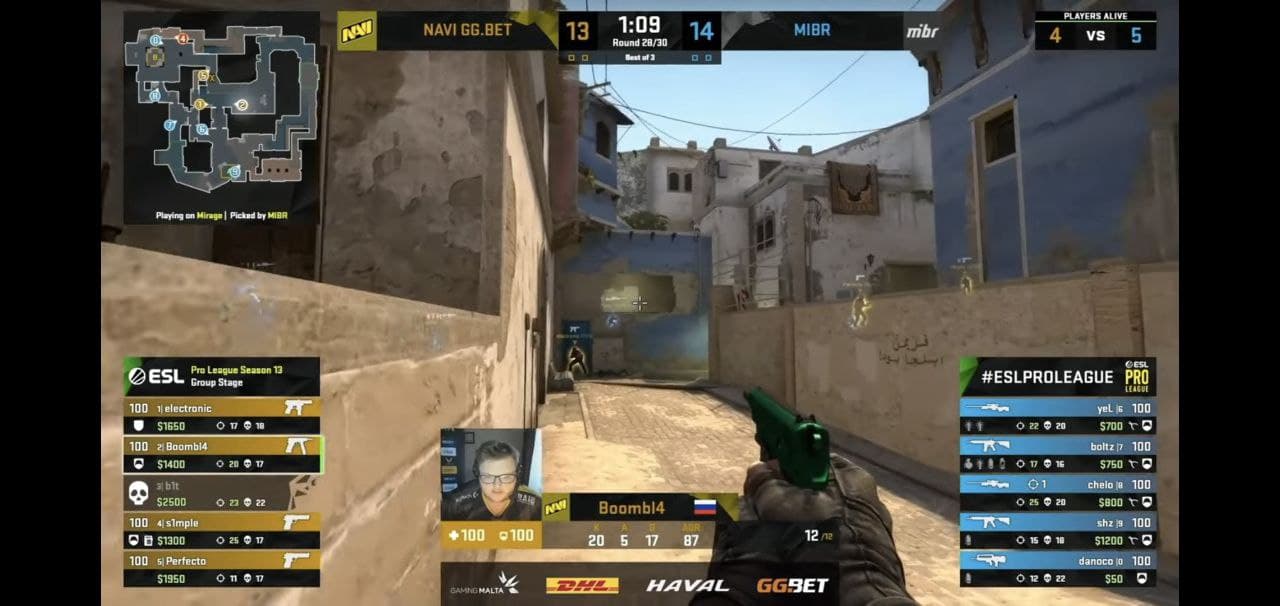 NAVI GG.BET
13
1:09
Round 28/30
Best of 3
14
MIBR
mibr
PLAYERS ALIVE
4 VS 5
Playing on Mirage | Picked by MIBR
ESL
Pro League Season 13
Group Stage
100 1| electronic
$1650 17 18
100 2| Boombl4
$1400 20 17
3| b1t
$2500 23 22
100 4| s1mple
$1300 25 17
100 5| Perfecto
$1950 11 17
#ESLPROLEAGUE
ESL
PRO
LEAGUE
yeL |6 100
22 20 $700
boltz |7 100
17 16 $750
1 chelo |8 100
25 20 $800
shz |9 100
15 18 $1200
danoco |0 100
12 22 $50
NAVI
Boombl4
K A D ADR
20 5 17 87
100 100
12/12
GAMING MALTA
DHL
HAVAL
GG.BET